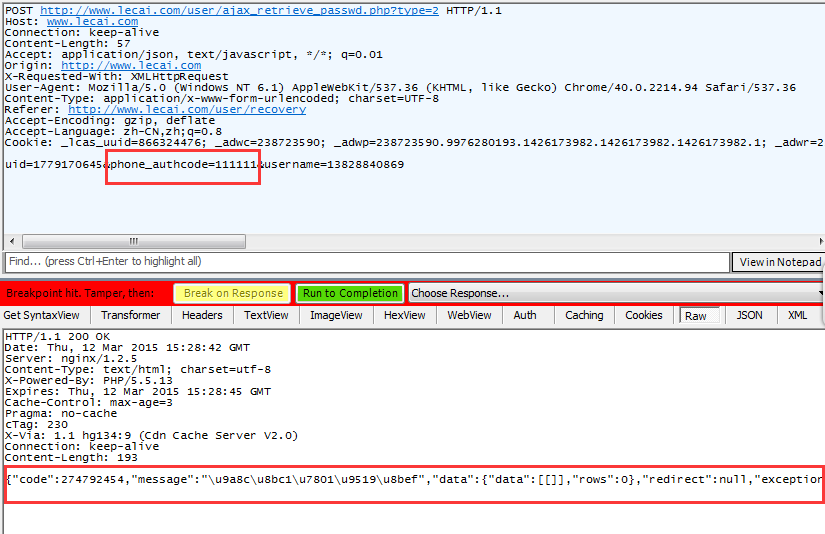 POST http://www.lecai.com/user/ajax_retrieve_passwd.php?type=2 HTTP/1.1
Host: www.lecai.com
Connection: keep-alive
Content-Length: 57
Accept: application/json, text/javascript, */*; q=0.01
Origin: http://www.lecai.com
X-Requested-With: XMLHttpRequest
User-Agent: Mozilla/5.0 (Windows NT 6.1) AppleWebKit/537.36 (KHTML, like Gecko) Chrome/40.0.2214.94 Safari/537.36
Content-Type: application/x-www-form-urlencoded; charset=UTF-8
Referer: http://www.lecai.com/user/recovery
Accept-Encoding: gzip, deflate
Accept-Language: zh-CN,zh;q=0.8
Cookie: _lcas_uuid=866324476; _adwc=238723590; _adwp=238723590.9976280193.1426173982.1426173982.1426173982.1; _adwr=2
uid=1779170645&phone_authcode=111111&username=13828840869
Find... (press Ctrl+Enter to highlight all)
View in Notepad
Breakpoint hit. Tamper, then:
Break on Response
Run to Completion
Choose Response...
Get SyntaxView
Transformer
Headers
TextView
ImageView
HexView
WebView
Auth
Caching
Cookies
Raw
JSON
XML
HTTP/1.1 200 OK
Date: Thu, 12 Mar 2015 15:28:42 GMT
Server: nginx/1.2.5
Content-Type: text/html; charset=utf-8
X-Powered-By: PHP/5.5.13
Expires: Thu, 12 Mar 2015 15:28:45 GMT
Cache-Control: max-age=3
Pragma: no-cache
cTag: 230
X-Via: 1.1 hg134:9 (Cdn Cache Server V2.0)
Connection: keep-alive
Content-Length: 193
{"code":274792454,"message":"\u9a8c\u8bc1\u7801\u9519\u8bef","data":{"data":[[]],"rows":0},"redirect":null,"exception